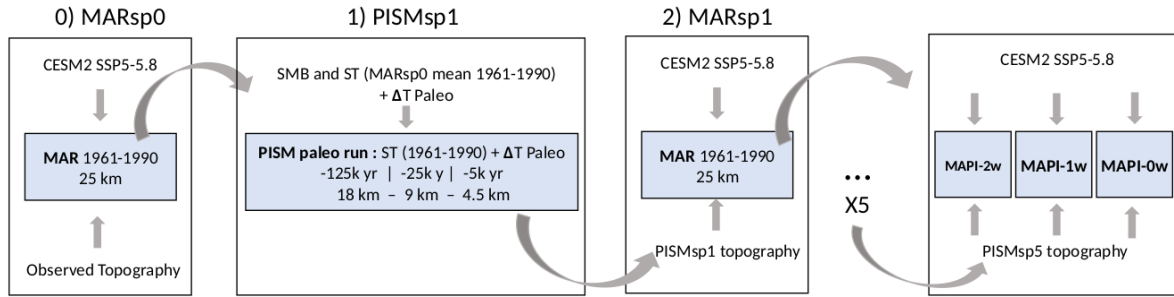 0) MARsp0
CESM2 SSP5-5.8
MAR 1961-1990
25 km
Observed Topography
1) PISMsp1
SMB and ST (MARsp0 mean 1961-1990)
+ ΔT Paleo
PISM paleo run : ST (1961-1990) + ΔT Paleo
-125k yr | -25k y | -5k yr
18 km – 9 km – 4.5 km
2) MARsp1
CESM2 SSP5-5.8
MAR 1961-1990
25 km
PISMsp1 topography
...
X5
CESM2 SSP5-5.8
MAPI-2w
MAPI-1w
MAPI-0w
PISMsp5 topography